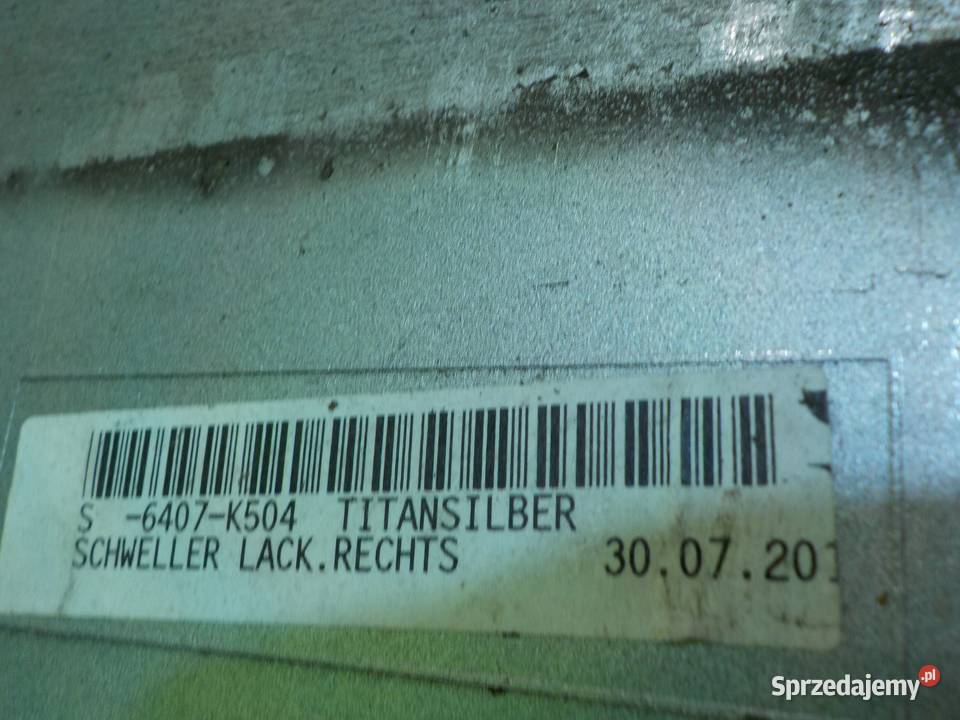 S -6407-K504 TITANSILBER
SCHWELLER LACK.RECHTS 30.07.201
Sprzedajemy.pl